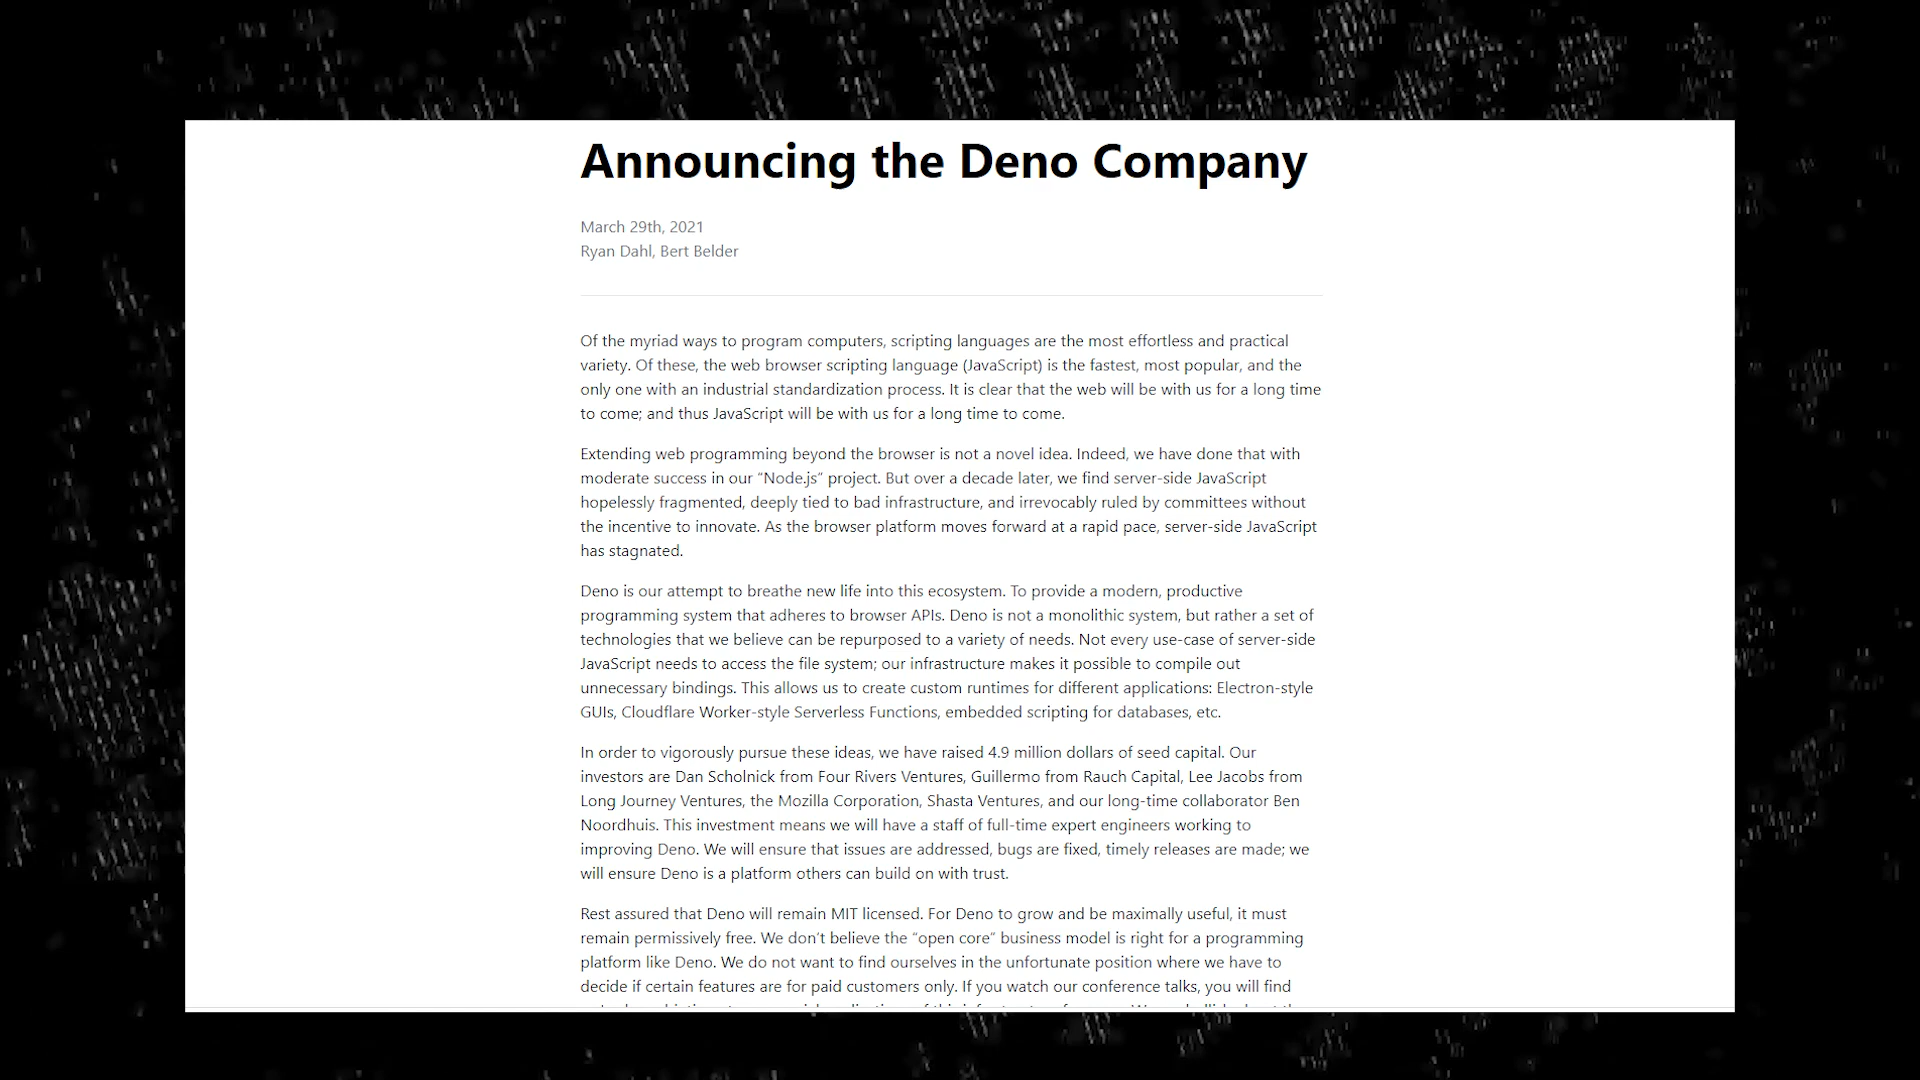 Announcing the Deno Company
March 29th, 2021
Ryan Dahl, Bert Belder
Of the myriad ways to program computers, scripting languages are the most effortless and practical
variety. Of these, the web browser scripting language (JavaScript) is the fastest, most popular, and the
only one with an industrial standardization process. It is clear that the web will be with us for a long time
to come; and thus JavaScript will be with us for a long time to come.
Extending web programming beyond the browser is not a novel idea. Indeed, we have done that with
moderate success in our “Node.js” project. But over a decade later, we find server-side JavaScript
hopelessly fragmented, deeply tied to bad infrastructure, and irrevocably ruled by committees without
the incentive to innovate. As the browser platform moves forward at a rapid pace, server-side JavaScript
has stagnated.
Deno is our attempt to breathe new life into this ecosystem. To provide a modern, productive
programming system that adheres to browser APIs. Deno is not a monolithic system, but rather a set of
technologies that we believe can be repurposed to a variety of needs. Not every use-case of server-side
JavaScript needs to access the file system; our infrastructure makes it possible to compile out
unnecessary bindings. This allows us to create custom runtimes for different applications: Electron-style
GUIs, Cloudflare Worker-style Serverless Functions, embedded scripting for databases, etc.
In order to vigorously pursue these ideas, we have raised 4.9 million dollars of seed capital. Our
investors are Dan Scholnick from Four Rivers Ventures, Guillermo from Rauch Capital, Lee Jacobs from
Long Journey Ventures, the Mozilla Corporation, Shasta Ventures, and our long-time collaborator Ben
Noordhuis. This investment means we will have a staff of full-time expert engineers working to
improving Deno. We will ensure that issues are addressed, bugs are fixed, timely releases are made; we
will ensure Deno is a platform others can build on with trust.
Rest assured that Deno will remain MIT licensed. For Deno to grow and be maximally useful, it must
remain permissively free. We don’t believe the “open core” business model is right for a programming
platform like Deno. We do not want to find ourselves in the unfortunate position where we have to
decide if certain features are for paid customers only. If you watch our conference talks, you will find